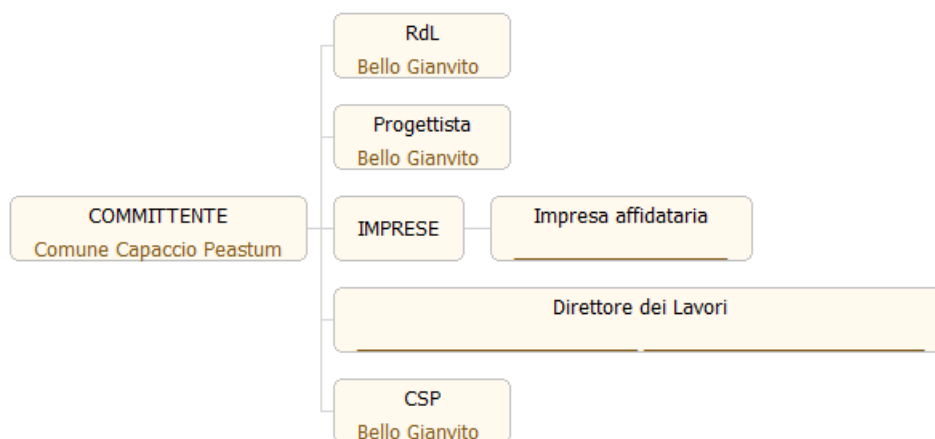 RdL
Bello Gianvito
Progettista
Bello Gianvito
COMMITTENTE
Comune Capaccio Peastum
IMPRESE
Impresa affidataria
Direttore dei Lavori
CSP
Bello Gianvito